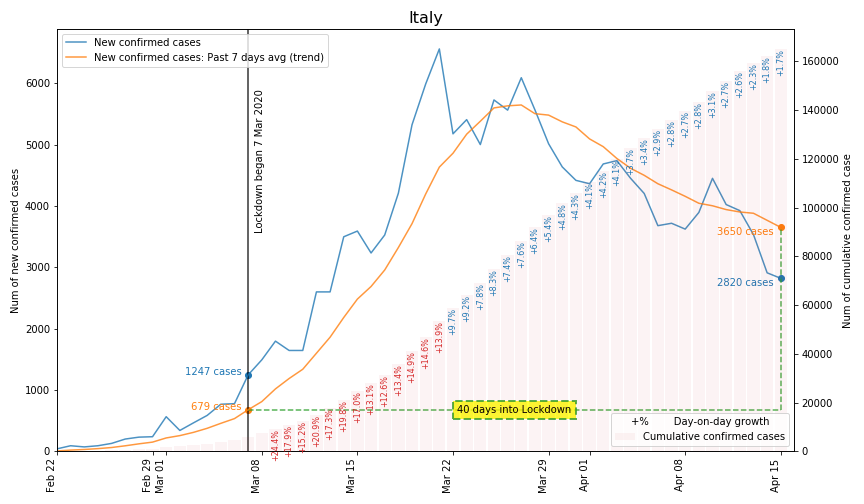 Italy
New confirmed cases
New confirmed cases: Past 7 days avg (trend)
Lockdown began 7 Mar 2020
Num of new confirmed cases
6000
5000
4000
3000
2000
1000
0
160000
140000
120000
100000
80000
60000
40000
20000
0
Num of cumulative confirmed case
1247 cases
679 cases
3650 cases
2820 cases
40 days into Lockdown
+24.4%
+17.9%
+15.2%
+20.9%
+17.3%
+19.8%
+17.0%
+13.1%
+12.6%
+13.4%
+14.9%
+14.6%
+13.9%
+9.7%
+9.2%
+7.8%
+8.3%
+7.4%
+7.6%
+6.4%
+5.4%
+4.8%
+4.3%
+4.1%
+4.2%
+4.1%
+3.7%
+3.4%
+2.9%
+2.8%
+2.7%
+2.8%
+3.1%
+2.7%
+2.6%
+2.3%
+1.8%
+1.7%
+% Day-on-day growth
Cumulative confirmed cases
Feb 22
Feb 29
Mar 01
Mar 08
Mar 15
Mar 22
Mar 29
Apr 01
Apr 08
Apr 15